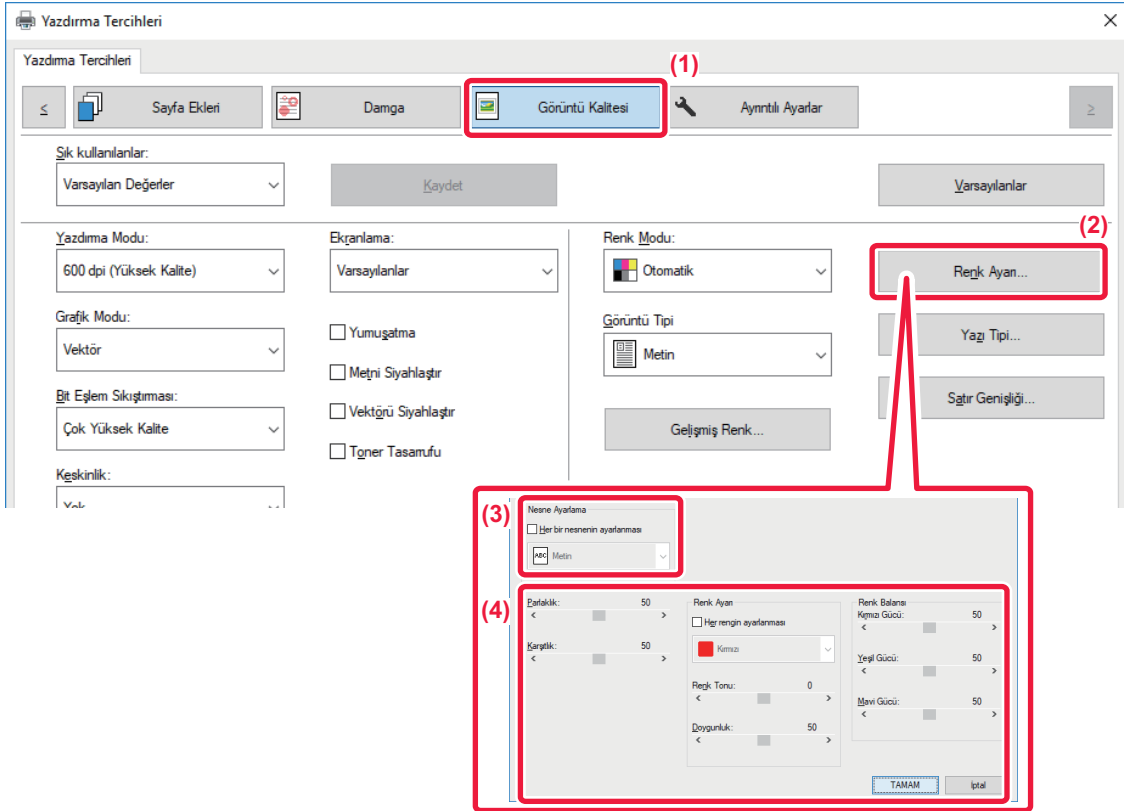 Yazdırma Tercihleri
Yazdırma Tercihleri
(1)
< Sayfa Ekleri Damga Görüntü Kalitesi Ayrıntılı Ayarlar >
Sık kullanılanlar:
Varsayılan Değerler Kaydet Varsayılanlar
(2)
Yazdırma Modu: Ekranlama: Renk Modu:
600 dpi (Yüksek Kalite) Varsayılanlar Otomatik Renk Ayarı...
Grafik Modu: Görüntü Tipi
Vektör Yumuşatma Metin Yazı Tipi...
Metni Siyahlaştır
Bit Eşlem Sıkıştırması: Satır Genişliği...
Çok Yüksek Kalite Vektörü Siyahlaştır Gelişmiş Renk...
Toner Tasarrufu
Keskinlik:
Yok
(3) Nesne Ayarlama
Her bir nesnenin ayarlanması
ABC Metin
(4) Parlaklık: 50 Renk Ayarı Renk Balansı
Her rengin ayarlanması Kırmızı Gücü: 50
Karşıtlık: 50 Kırmızı
Yeşil Gücü: 50
Renk Tonu: 0
Mavi Gücü: 50
Doygunluk: 50
TAMAM İptal